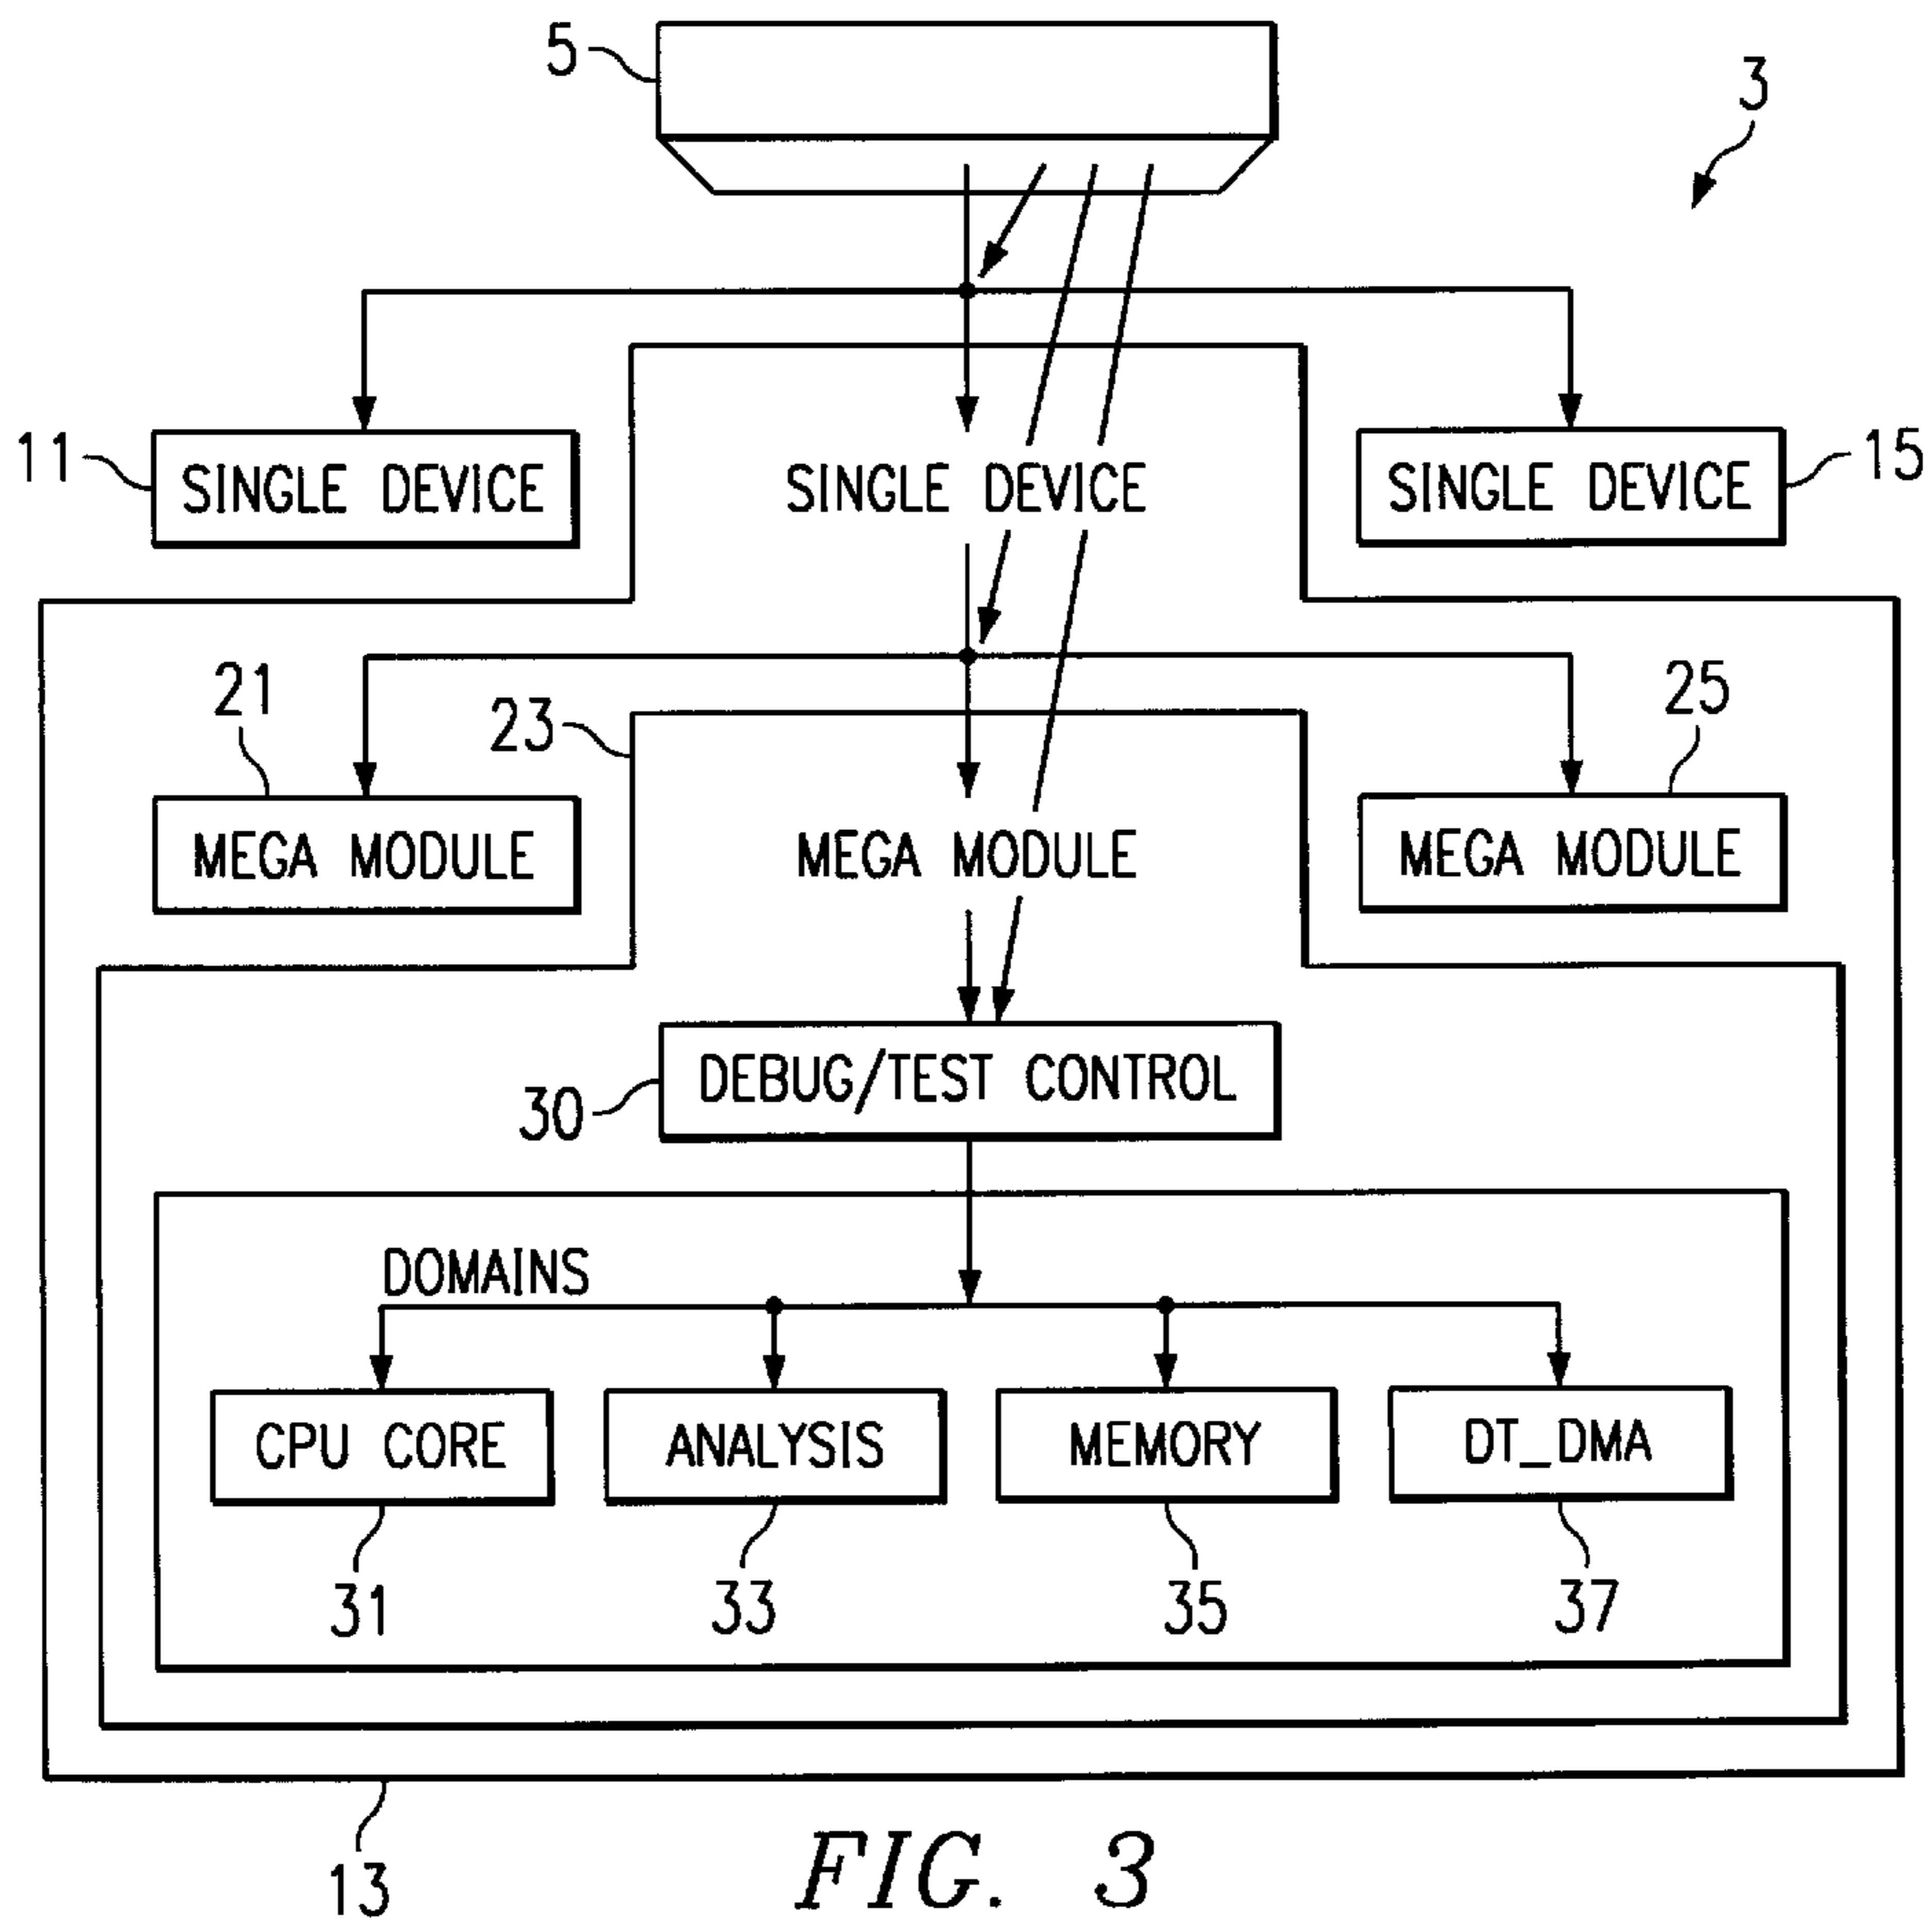 5
3
11
SINGLE DEVICE
SINGLE DEVICE
SINGLE DEVICE
15
21
23
25
MEGA MODULE
MEGA MODULE
MEGA MODULE
30
DEBUG/TEST CONTROL
DOMAINS
CPU CORE
ANALYSIS
MEMORY
DT_DMA
31
33
35
37
13
FIG. 3